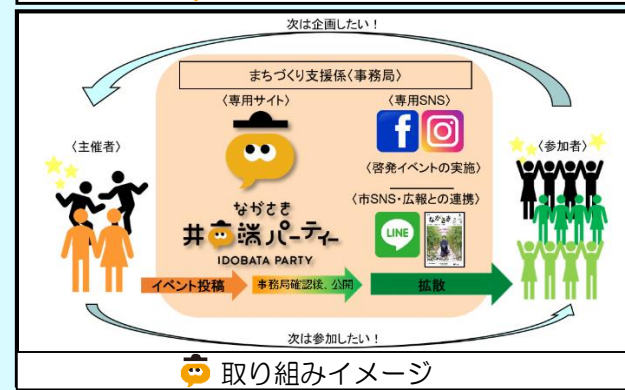 次は企画したい！
まちづくり支援係〈事務局〉
〈専用サイト〉
〈専用SNS〉
〈主催者〉
〈参加者〉
〈啓発イベントの実施〉
〈市SNS・広報との連携〉
LINE
ながさき
ながさき
井戸端パーティー
IDOBATA PARTY
イベント投稿
事務局確認後、公開
拡散
次は参加したい！
取り組みイメージ